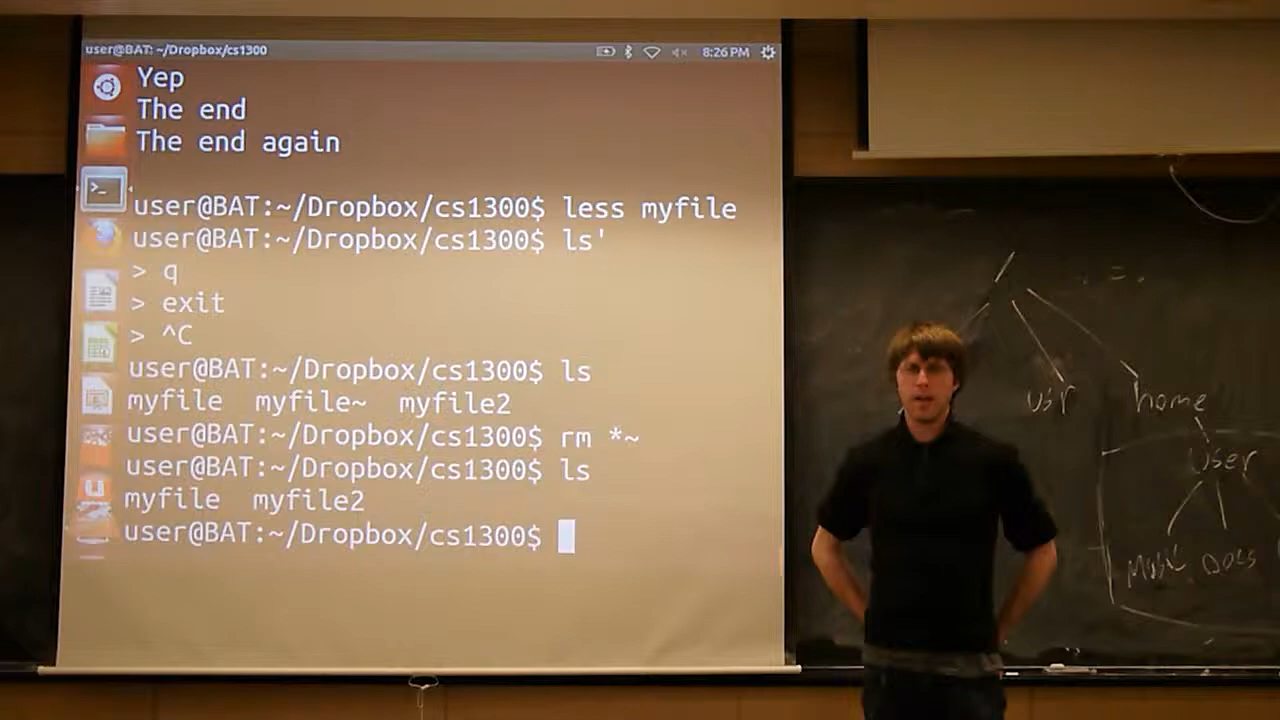 user@BAT: ~/Dropbox/cs1300
8:26PM
Yep
The end
The end again
user@BAT:~/Dropbox/cs1300$ less myfile
user@BAT:~/Dropbox/cs1300$ ls'
> q
> exit
> ^C
user@BAT:~/Dropbox/cs1300$ ls
myfile  myfile~  myfile2
user@BAT:~/Dropbox/cs1300$ rm *~
user@BAT:~/Dropbox/cs1300$ ls
myfile  myfile2
user@BAT:~/Dropbox/cs1300$
/
usr home
user
Music Docs